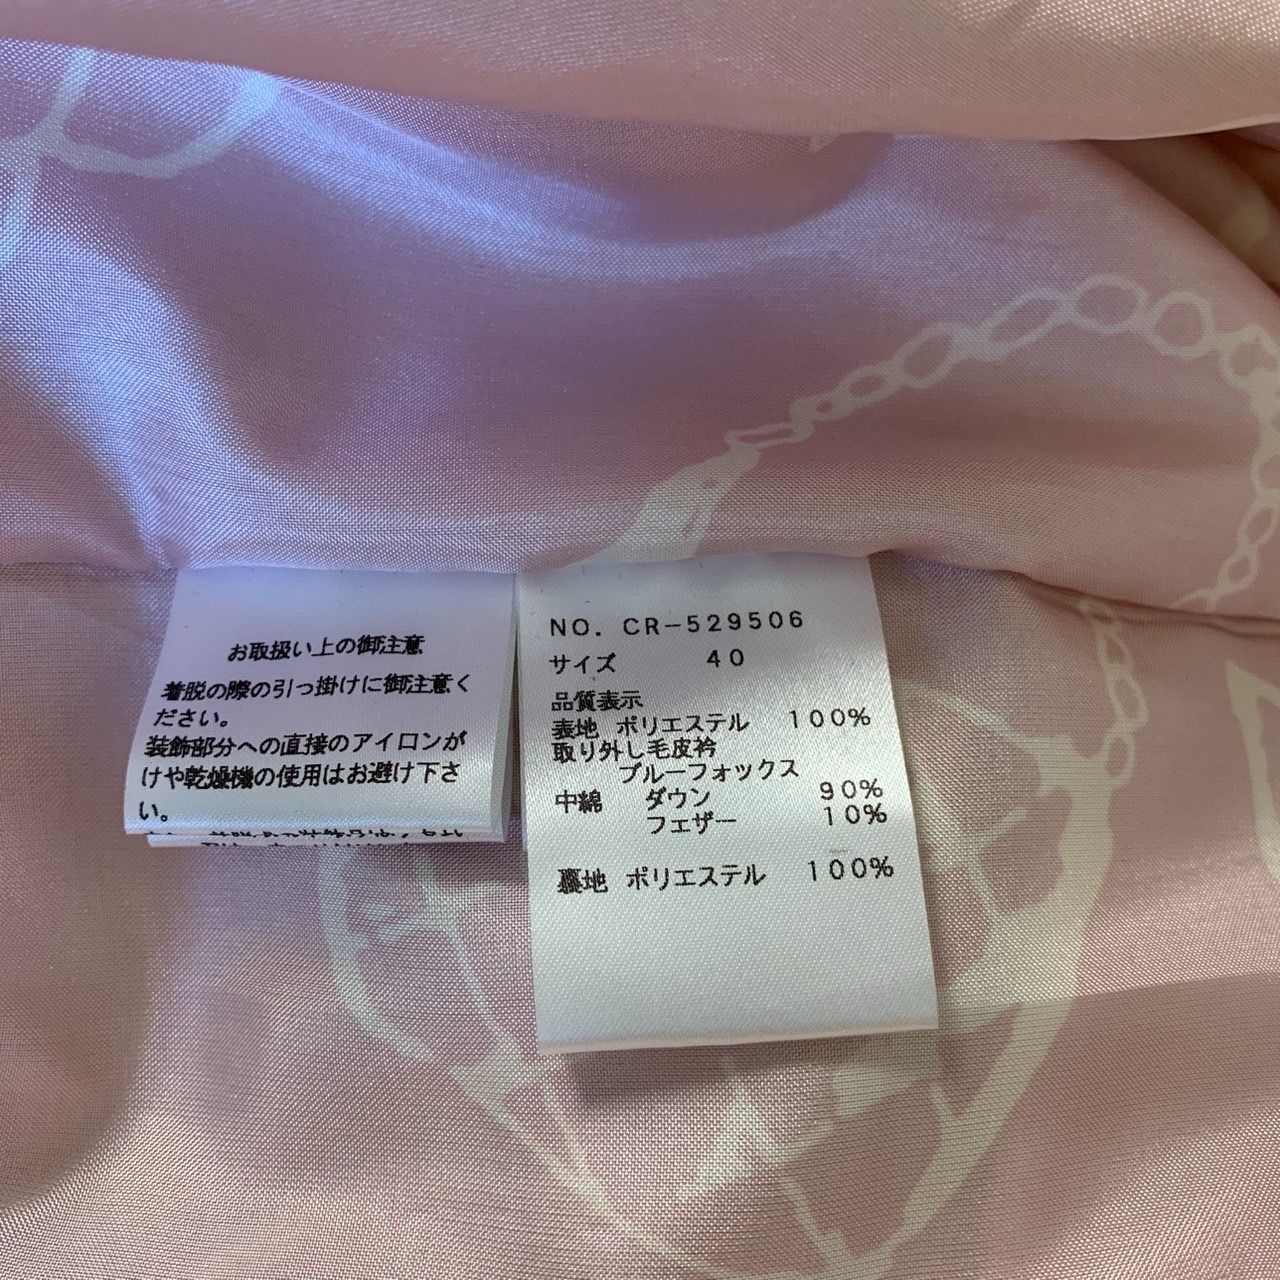 お取扱い上の御注意
着脱の際の引っ掛けに御注意く
ださい。
装飾部分への直接のアイロンが
けや乾燥機の使用はお避け下さ
い。
NO. CR-529506
サイズ 40
品質表示
表地 ポリエステル 100%
取り外し毛皮衿
ブルーフォックス
中綿 ダウン 90%
フェザー 10%
裏地 ポリエステル 100%